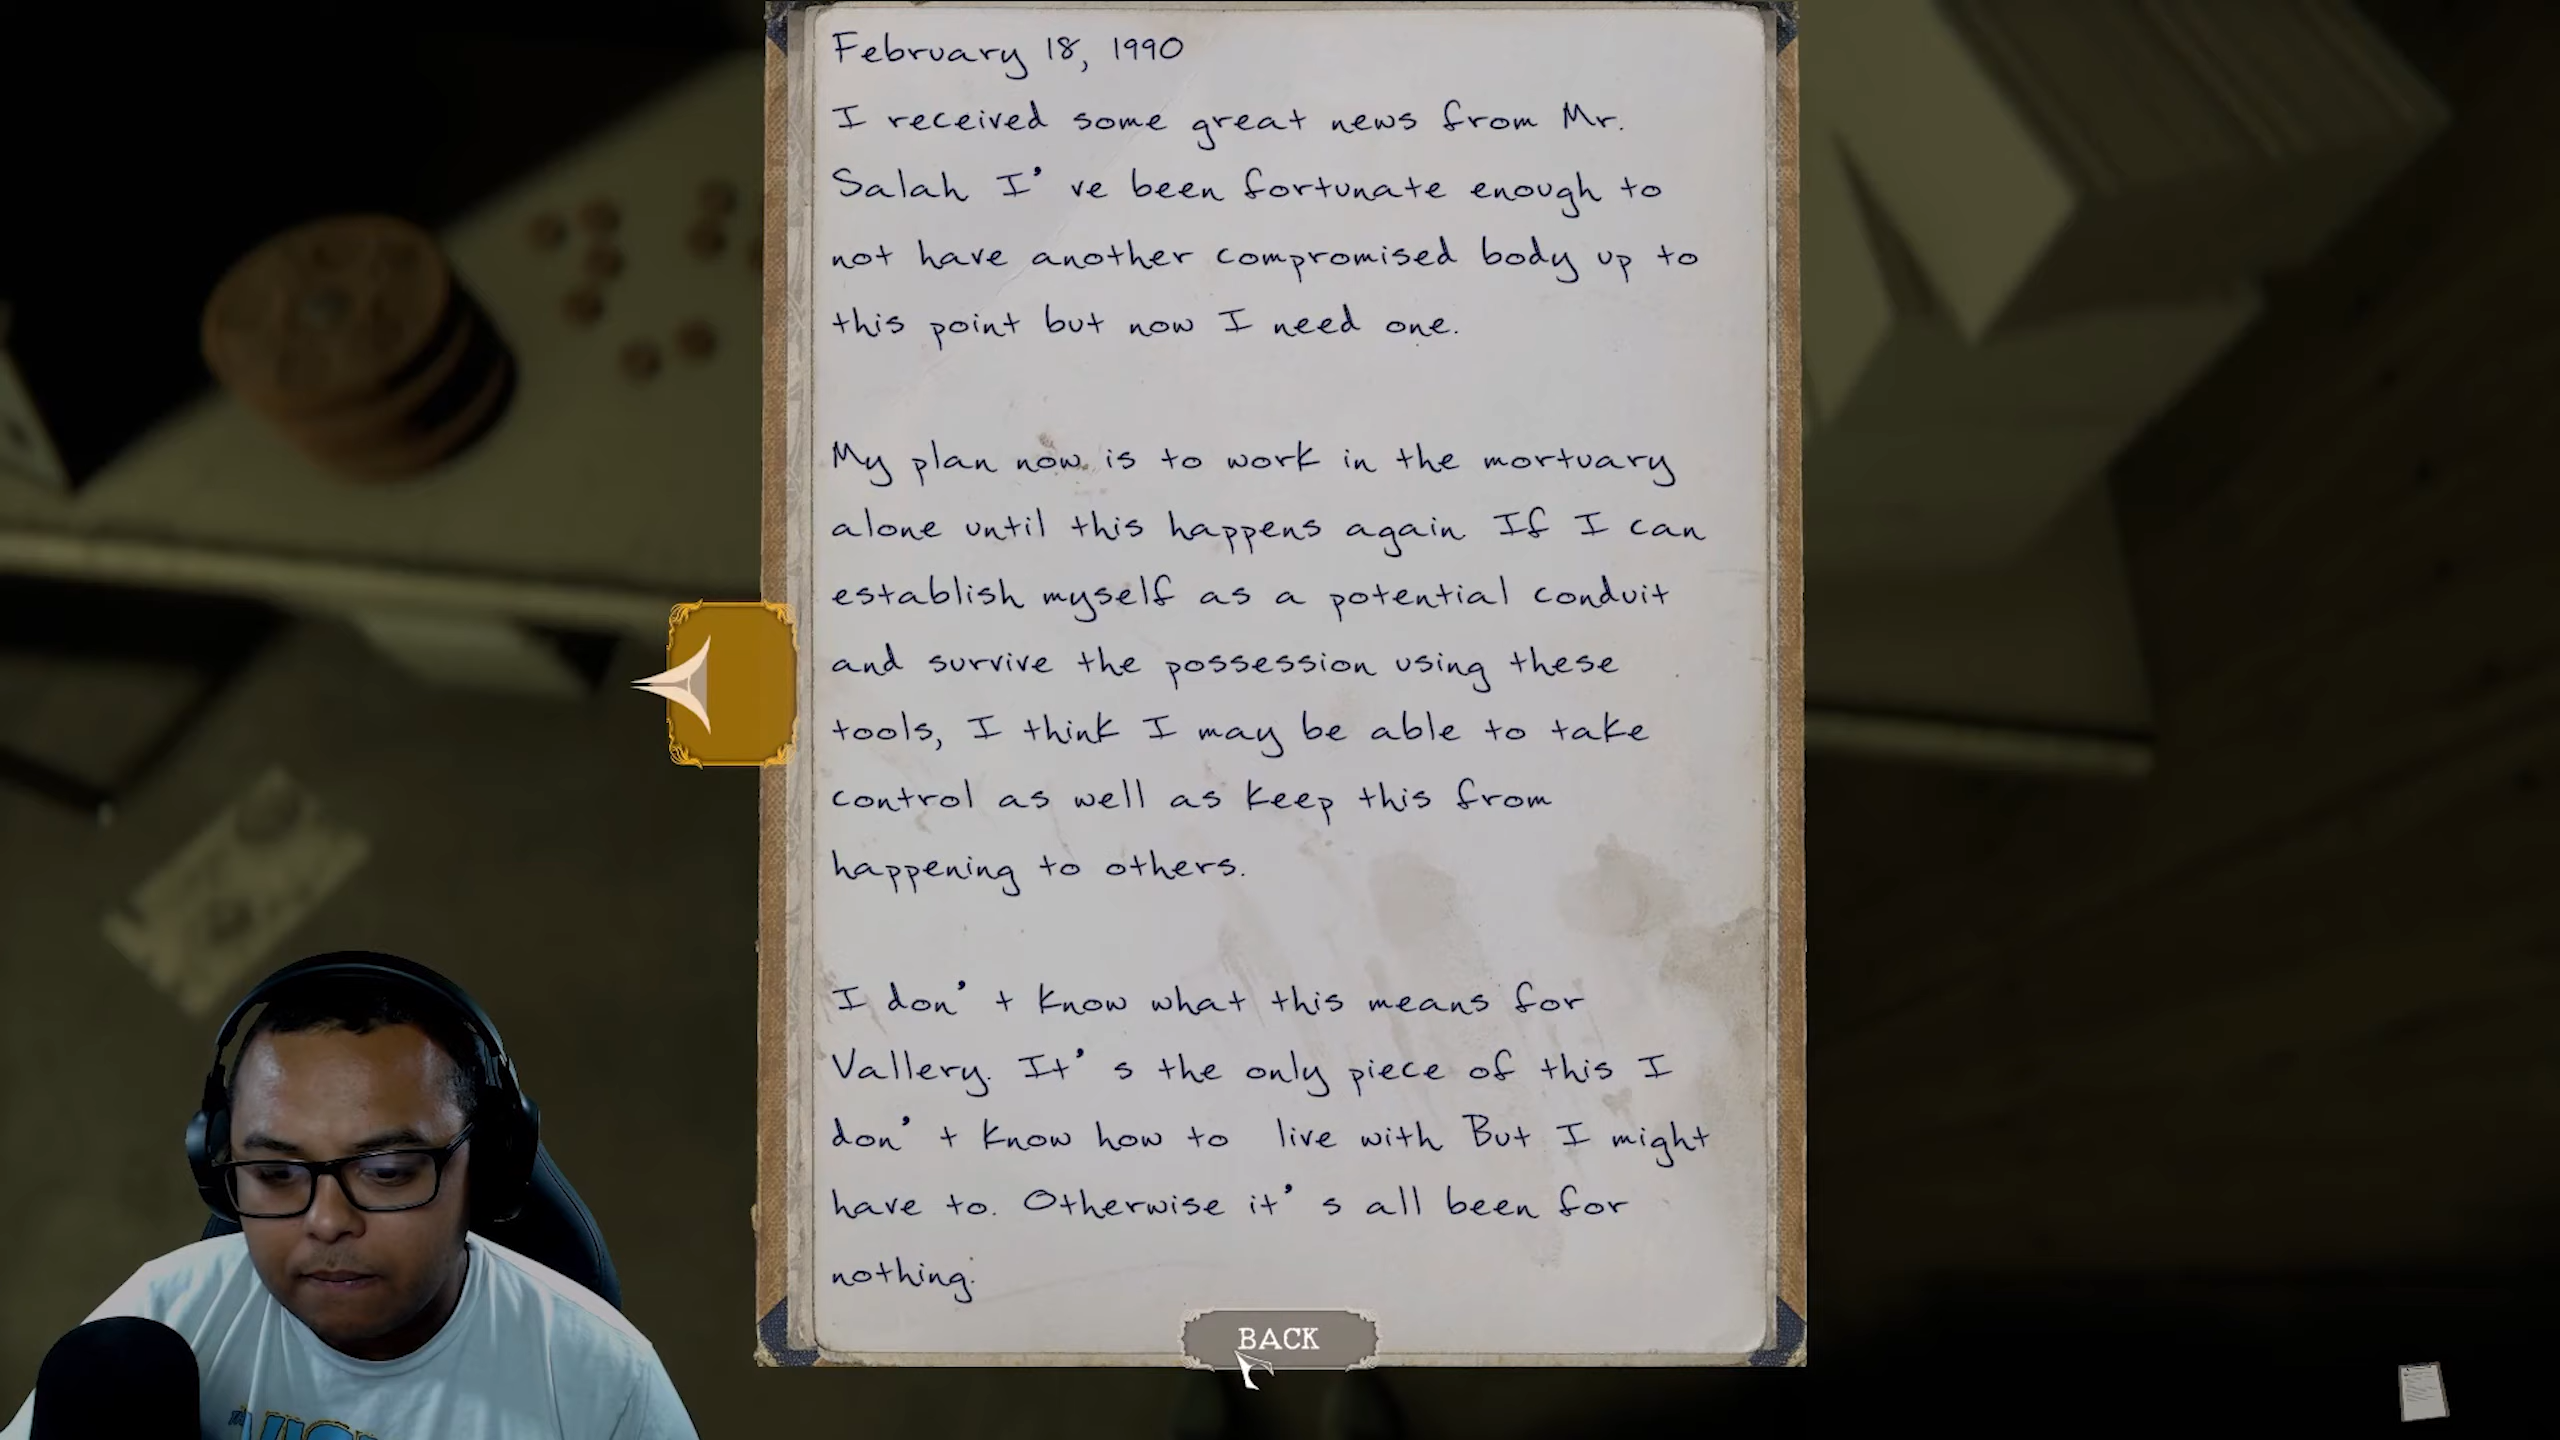 February 18, 1990
I received some great news from Mr.
Salah I' ve been fortunate enough to
not have another compromised body up to
this point but now I need one.
My plan now is to work in the mortuary
alone until this happens again. If I can
establish myself as a potential conduit
and survive the possession using these
tools, I think I may be able to take
control as well as keep this from
happening to others.
I don' t know what this means for
Vallery. It' s the only piece of this I
don' t know how to live with But I might
have to. Otherwise it' s all been for
nothing.
BACK